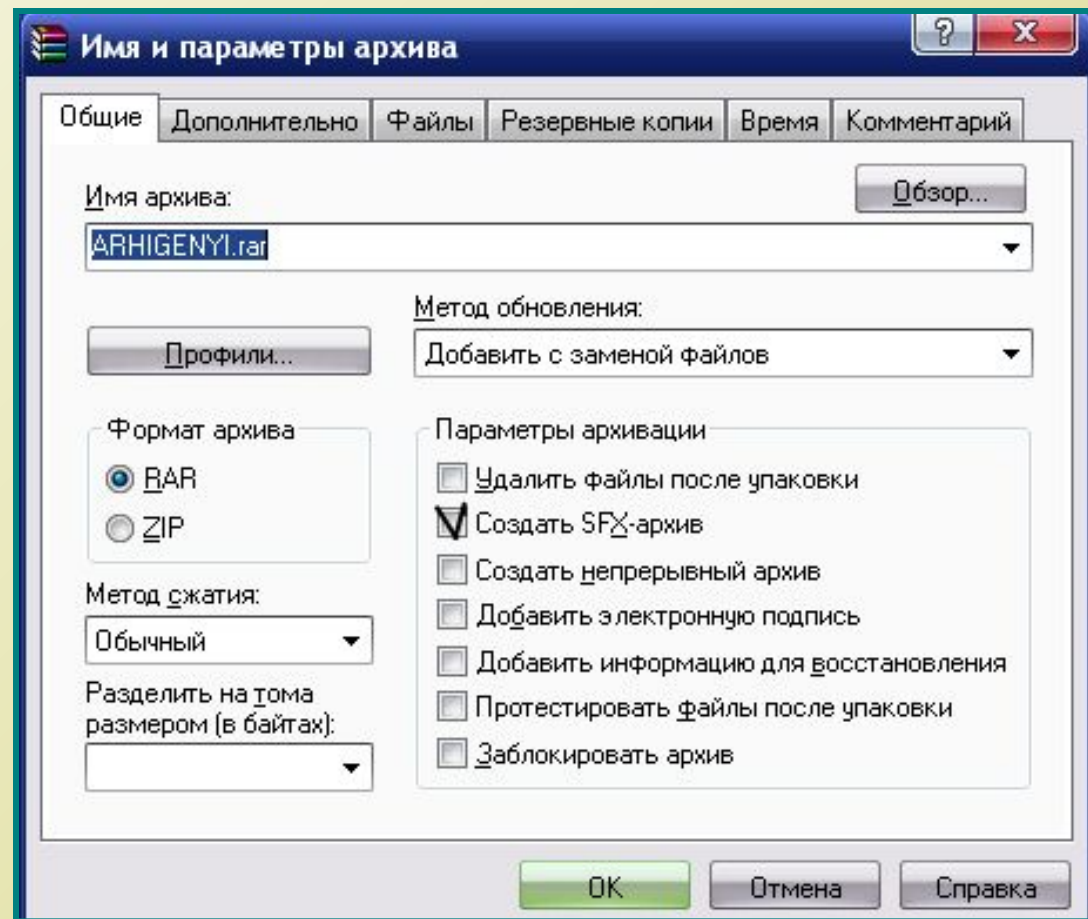 Имя и параметры архива
Общие Дополнительно Файлы Резервные копии Время Комментарий
Имя архива:
Обзор...
ARHIGENYI.rar
Метод обновления:
Профили...
Добавить с заменой файлов
Формат архива
RAR
ZIP
Метод сжатия:
Обычный
Разделить на тома
размером (в байтах):
Параметры архивации
Удалить файлы после упаковки
Создать SFX-архив
Создать непрерывный архив
Добавить электронную подпись
Добавить информацию для восстановления
Протестировать файлы после упаковки
Заблокировать архив
OK Отмена Справка